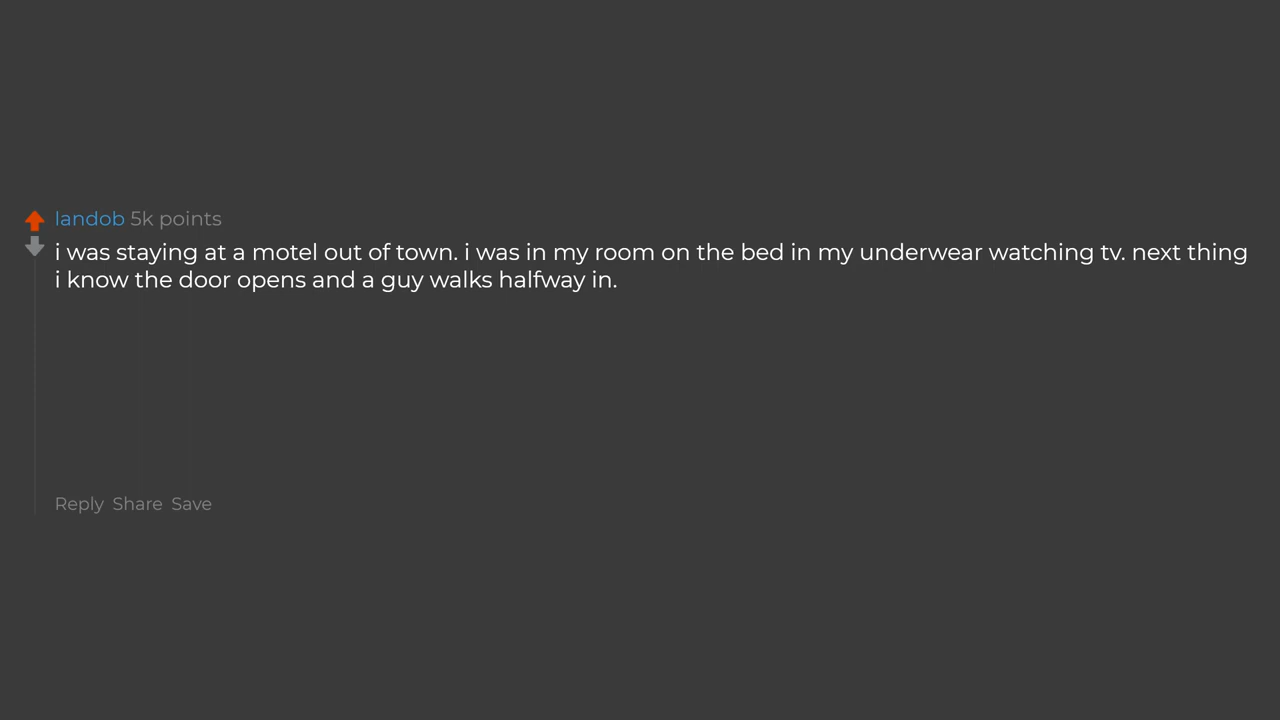 landob 5k points
i was staying at a motel out of town. i was in my room on the bed in my underwear watching tv. next thing
i know the door opens and a guy walks halfway in.
Reply Share Save